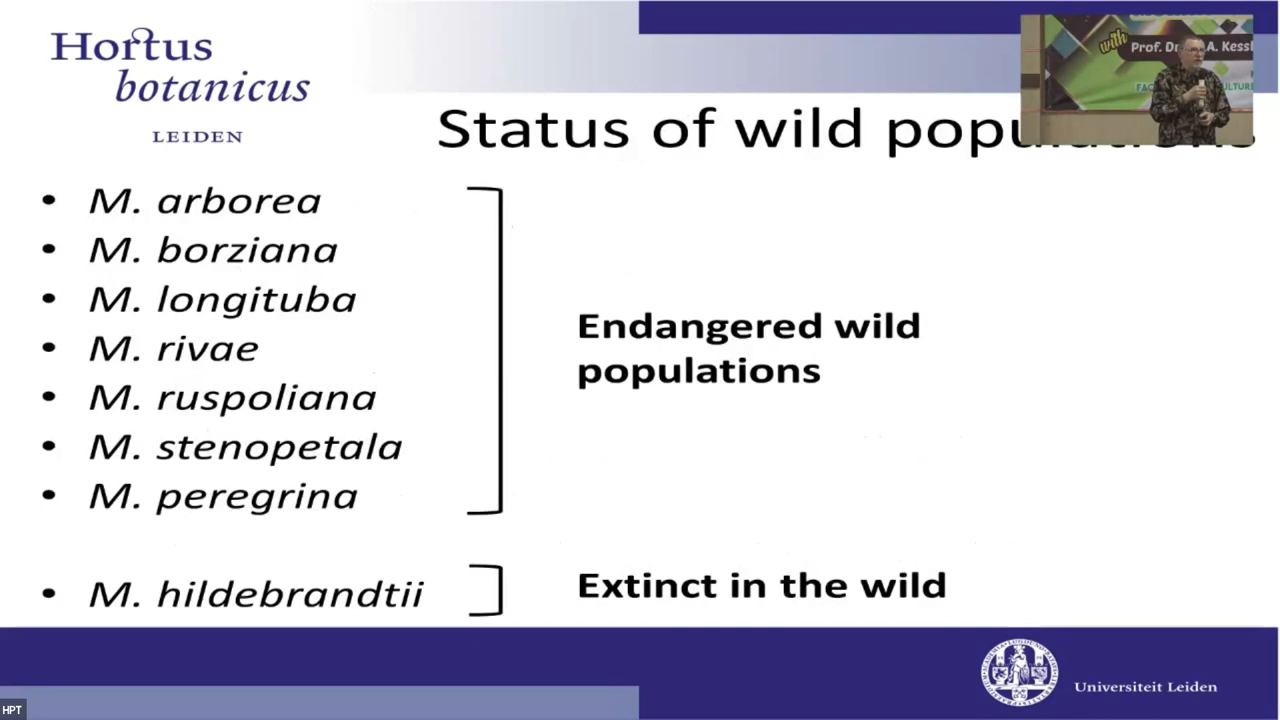 Hortus
botanicus
LEIDEN
with
Prof. Dr.
A. Kessl
Status of wild populations
• M. arborea
• M. borziana
• M. longituba
• M. rivae
• M. ruspoliana
• M. stenopetala
• M. peregrina
Endangered wild
populations
• M. hildebrandtii
Extinct in the wild
Universiteit Leiden
HPT